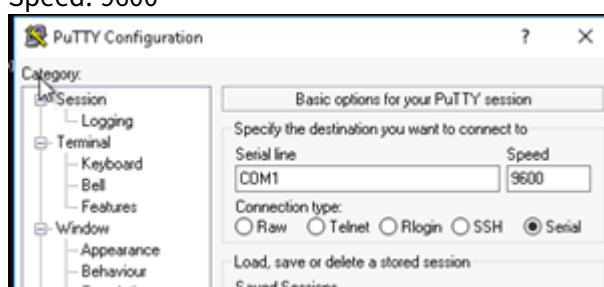 Speed: 9600
PuTTY Configuration ? ×
Category:
Session
Logging
Terminal
Keyboard
Bell
Features
Window
Appearance
Behaviour
Basic options for your PuTTY session
Specify the destination you want to connect to
Serial line Speed
COM1 9600
Connection type:
Raw Telnet Rlogin SSH Serial
Load, save or delete a stored session
Saved Sessions